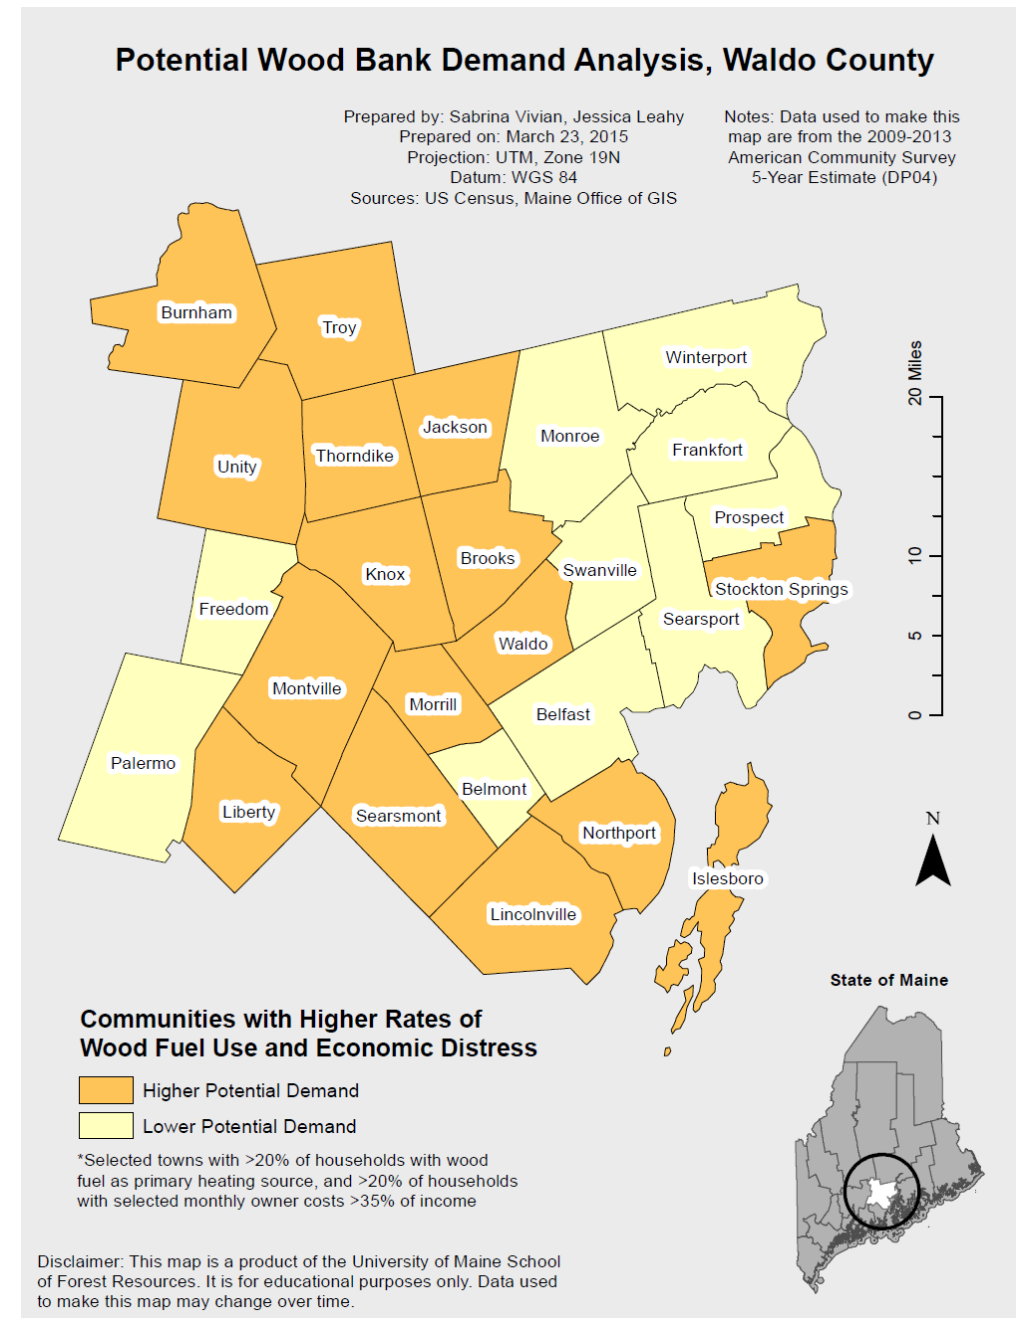 Potential Wood Bank Demand Analysis, Waldo County
Prepared by: Sabrina Vivian, Jessica Leahy
Prepared on: March 23, 2015
Projection: UTM, Zone 19N
Datum: WGS 84
Sources: US Census, Maine Office of GIS
Notes: Data used to make this
map are from the 2009-2013
American Community Survey
5-Year Estimate (DP04)
Burnham
Troy
Winterport
20 Miles
Jackson
Monroe
Frankfort
Thorndike
Unity
Prospect
Brooks
10
Swanville
Knox
Stockton Springs
Freedom
Searsport
5
Waldo
Montville
Morrill
Belfast
0
Palermo
Belmont
Liberty
Searsmont
N
Northport
Islesboro
Lincolnville
State of Maine
Communities with Higher Rates of
Wood Fuel Use and Economic Distress
Higher Potential Demand
Lower Potential Demand
*Selected towns with >20% of households with wood
fuel as primary heating source, and >20% of households
with selected monthly owner costs >35% of income
Disclaimer: This map is a product of the University of Maine School
of Forest Resources. It is for educational purposes only. Data used
to make this map may change over time.